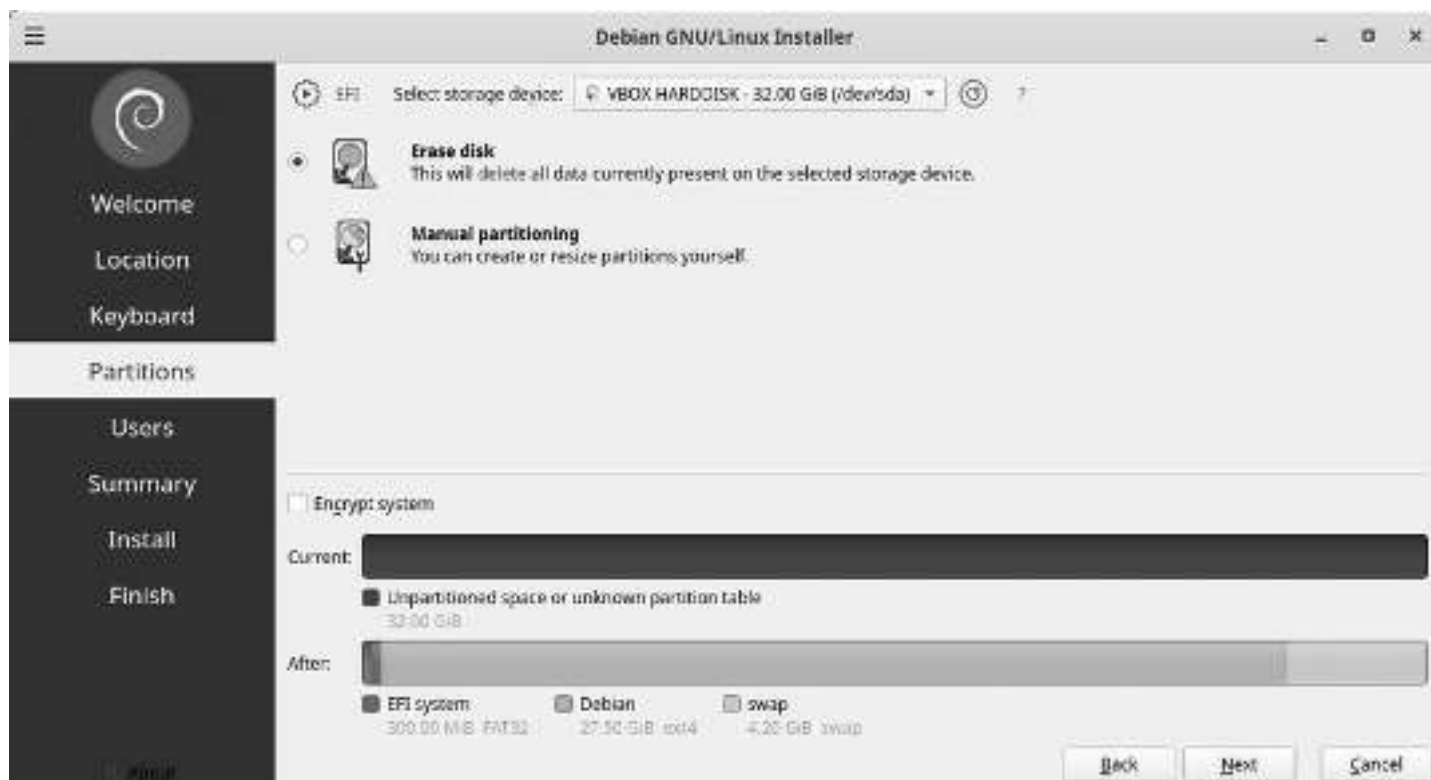 Debian GNU/Linux Installer
EFI Select storage device: VBOX HARDDISK - 32.00 GiB (/dev/sda) ?
Erase disk
This will delete all data currently present on the selected storage device.
Welcome
Manual partitioning
You can create or resize partitions yourself.
Location
Keyboard
Partitions
Users
Summary
Install
Finish
Encrypt system
Current:
Unpartitioned space or unknown partition table
32.00 GiB
After:
EFI system Debian swap
300.00 MiB FAT32 27.50 GiB ext4 4.20 GiB swap
About
Back Next Cancel